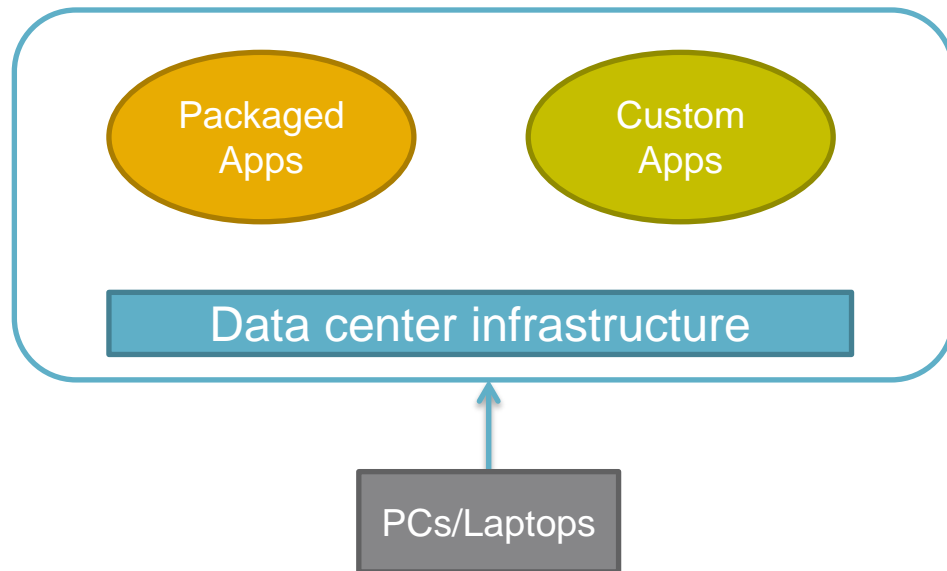 Packaged
Apps
Custom
Apps
Data center infrastructure
PCs/Laptops